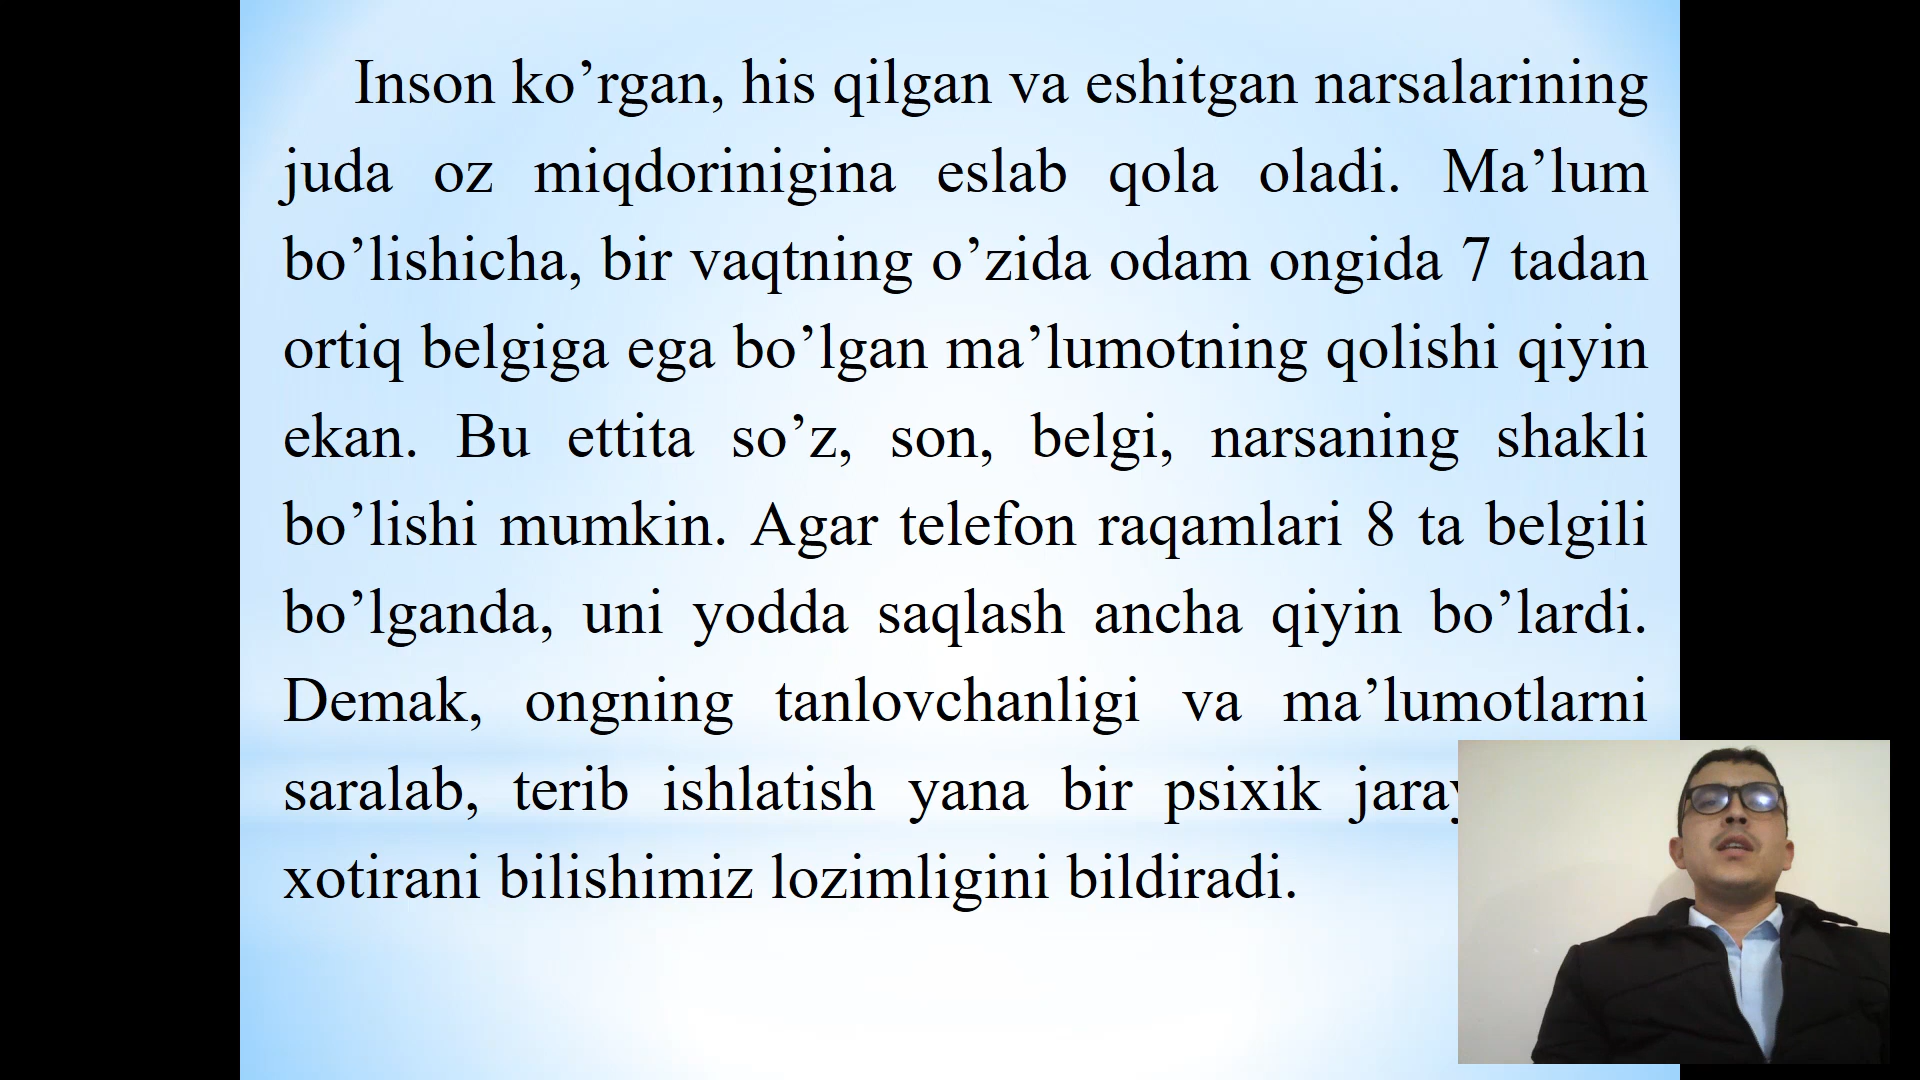 Inson ko’rgan, his qilgan va eshitgan narsalarining
juda oz miqdorinigina eslab qola oladi. Ma’lum
bo’lishicha, bir vaqtning o’zida odam ongida 7 tadan
ortiq belgiga ega bo’lgan ma’lumotning qolishi qiyin
ekan. Bu ettita so’z, son, belgi, narsaning shakli
bo’lishi mumkin. Agar telefon raqamlari 8 ta belgili
bo’lganda, uni yodda saqlash ancha qiyin bo’lardi.
Demak, ongning tanlovchanligi va ma’lumotlarni
saralab, terib ishlatish yana bir psixik
xotirani bilishimiz lozimligini bildiradi.